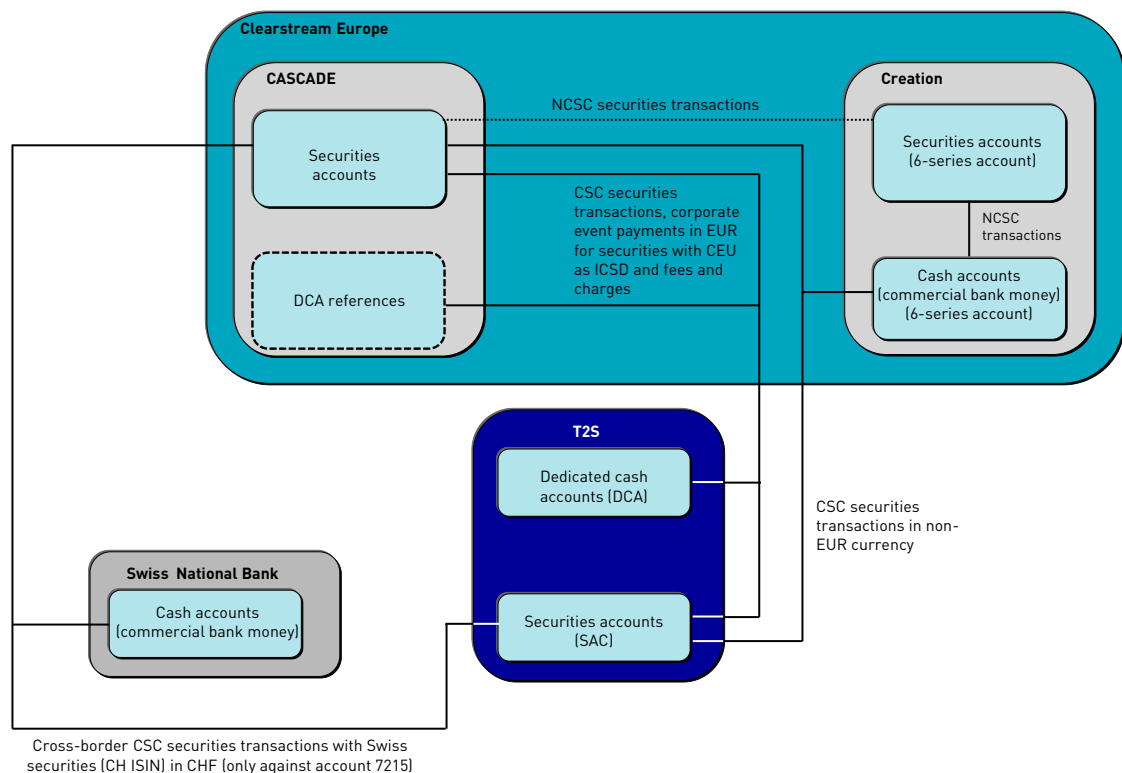 Clearstream Europe
CASCADE
Creation
NCSC securities transactions
Securities
accounts
Securities accounts
(6-series account)
CSC securities
transactions, corporate
event payments in EUR
for securities with CEU
as ICSD and fees and
charges
NCSC
transactions
DCA references
Cash accounts
(commercial bank money)
(6-series account)
T2S
Dedicated cash
accounts (DCA)
CSC securities
transactions in non-
EUR currency
Swiss National Bank
Cash accounts
(commercial bank money)
Securities accounts
(SAC)
Cross-border CSC securities transactions with Swiss
securities (CH ISIN) in CHF (only against account 7215)